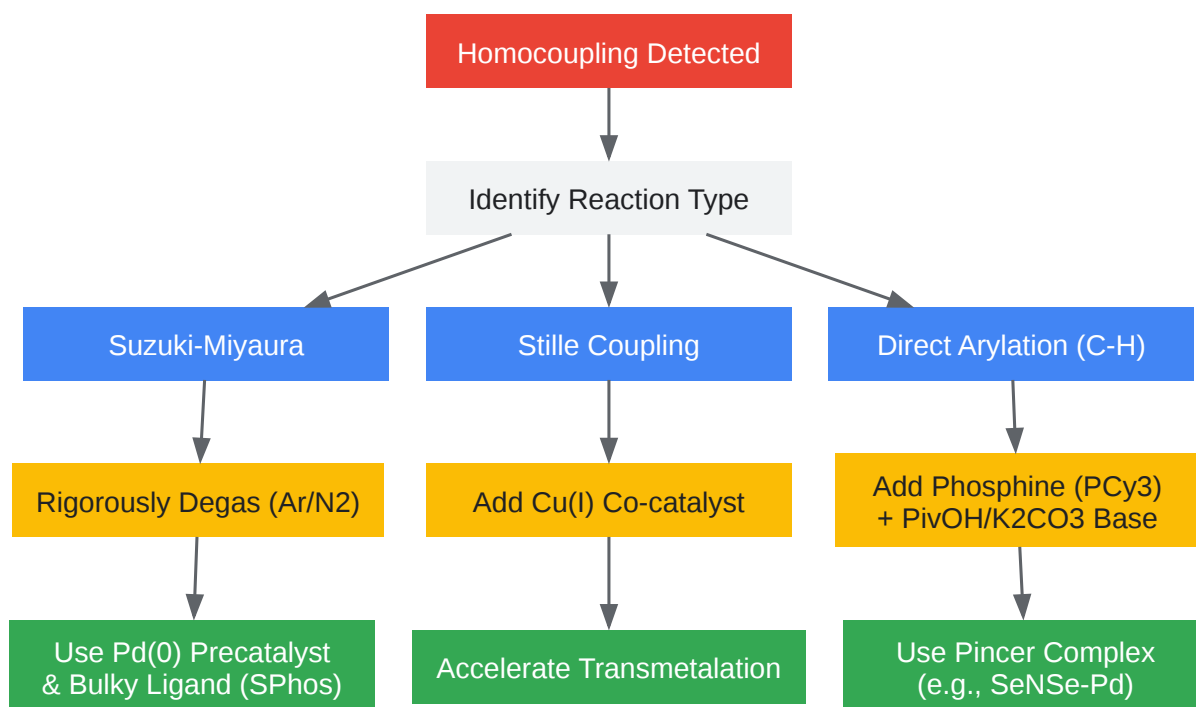 Homocoupling Detected
Identify Reaction Type
Suzuki-Miyaura
Stille Coupling
Direct Arylation (C-H)
Rigorously Degas (Ar/N2)
Add Cu(I) Co-catalyst
Add Phosphine (PCy3)
+ PivOH/K2CO3 Base
Use Pd(0) Precatalyst
& Bulky Ligand (SPhos)
Accelerate Transmetalation
Use Pincer Complex
(e.g., SeNSe-Pd)